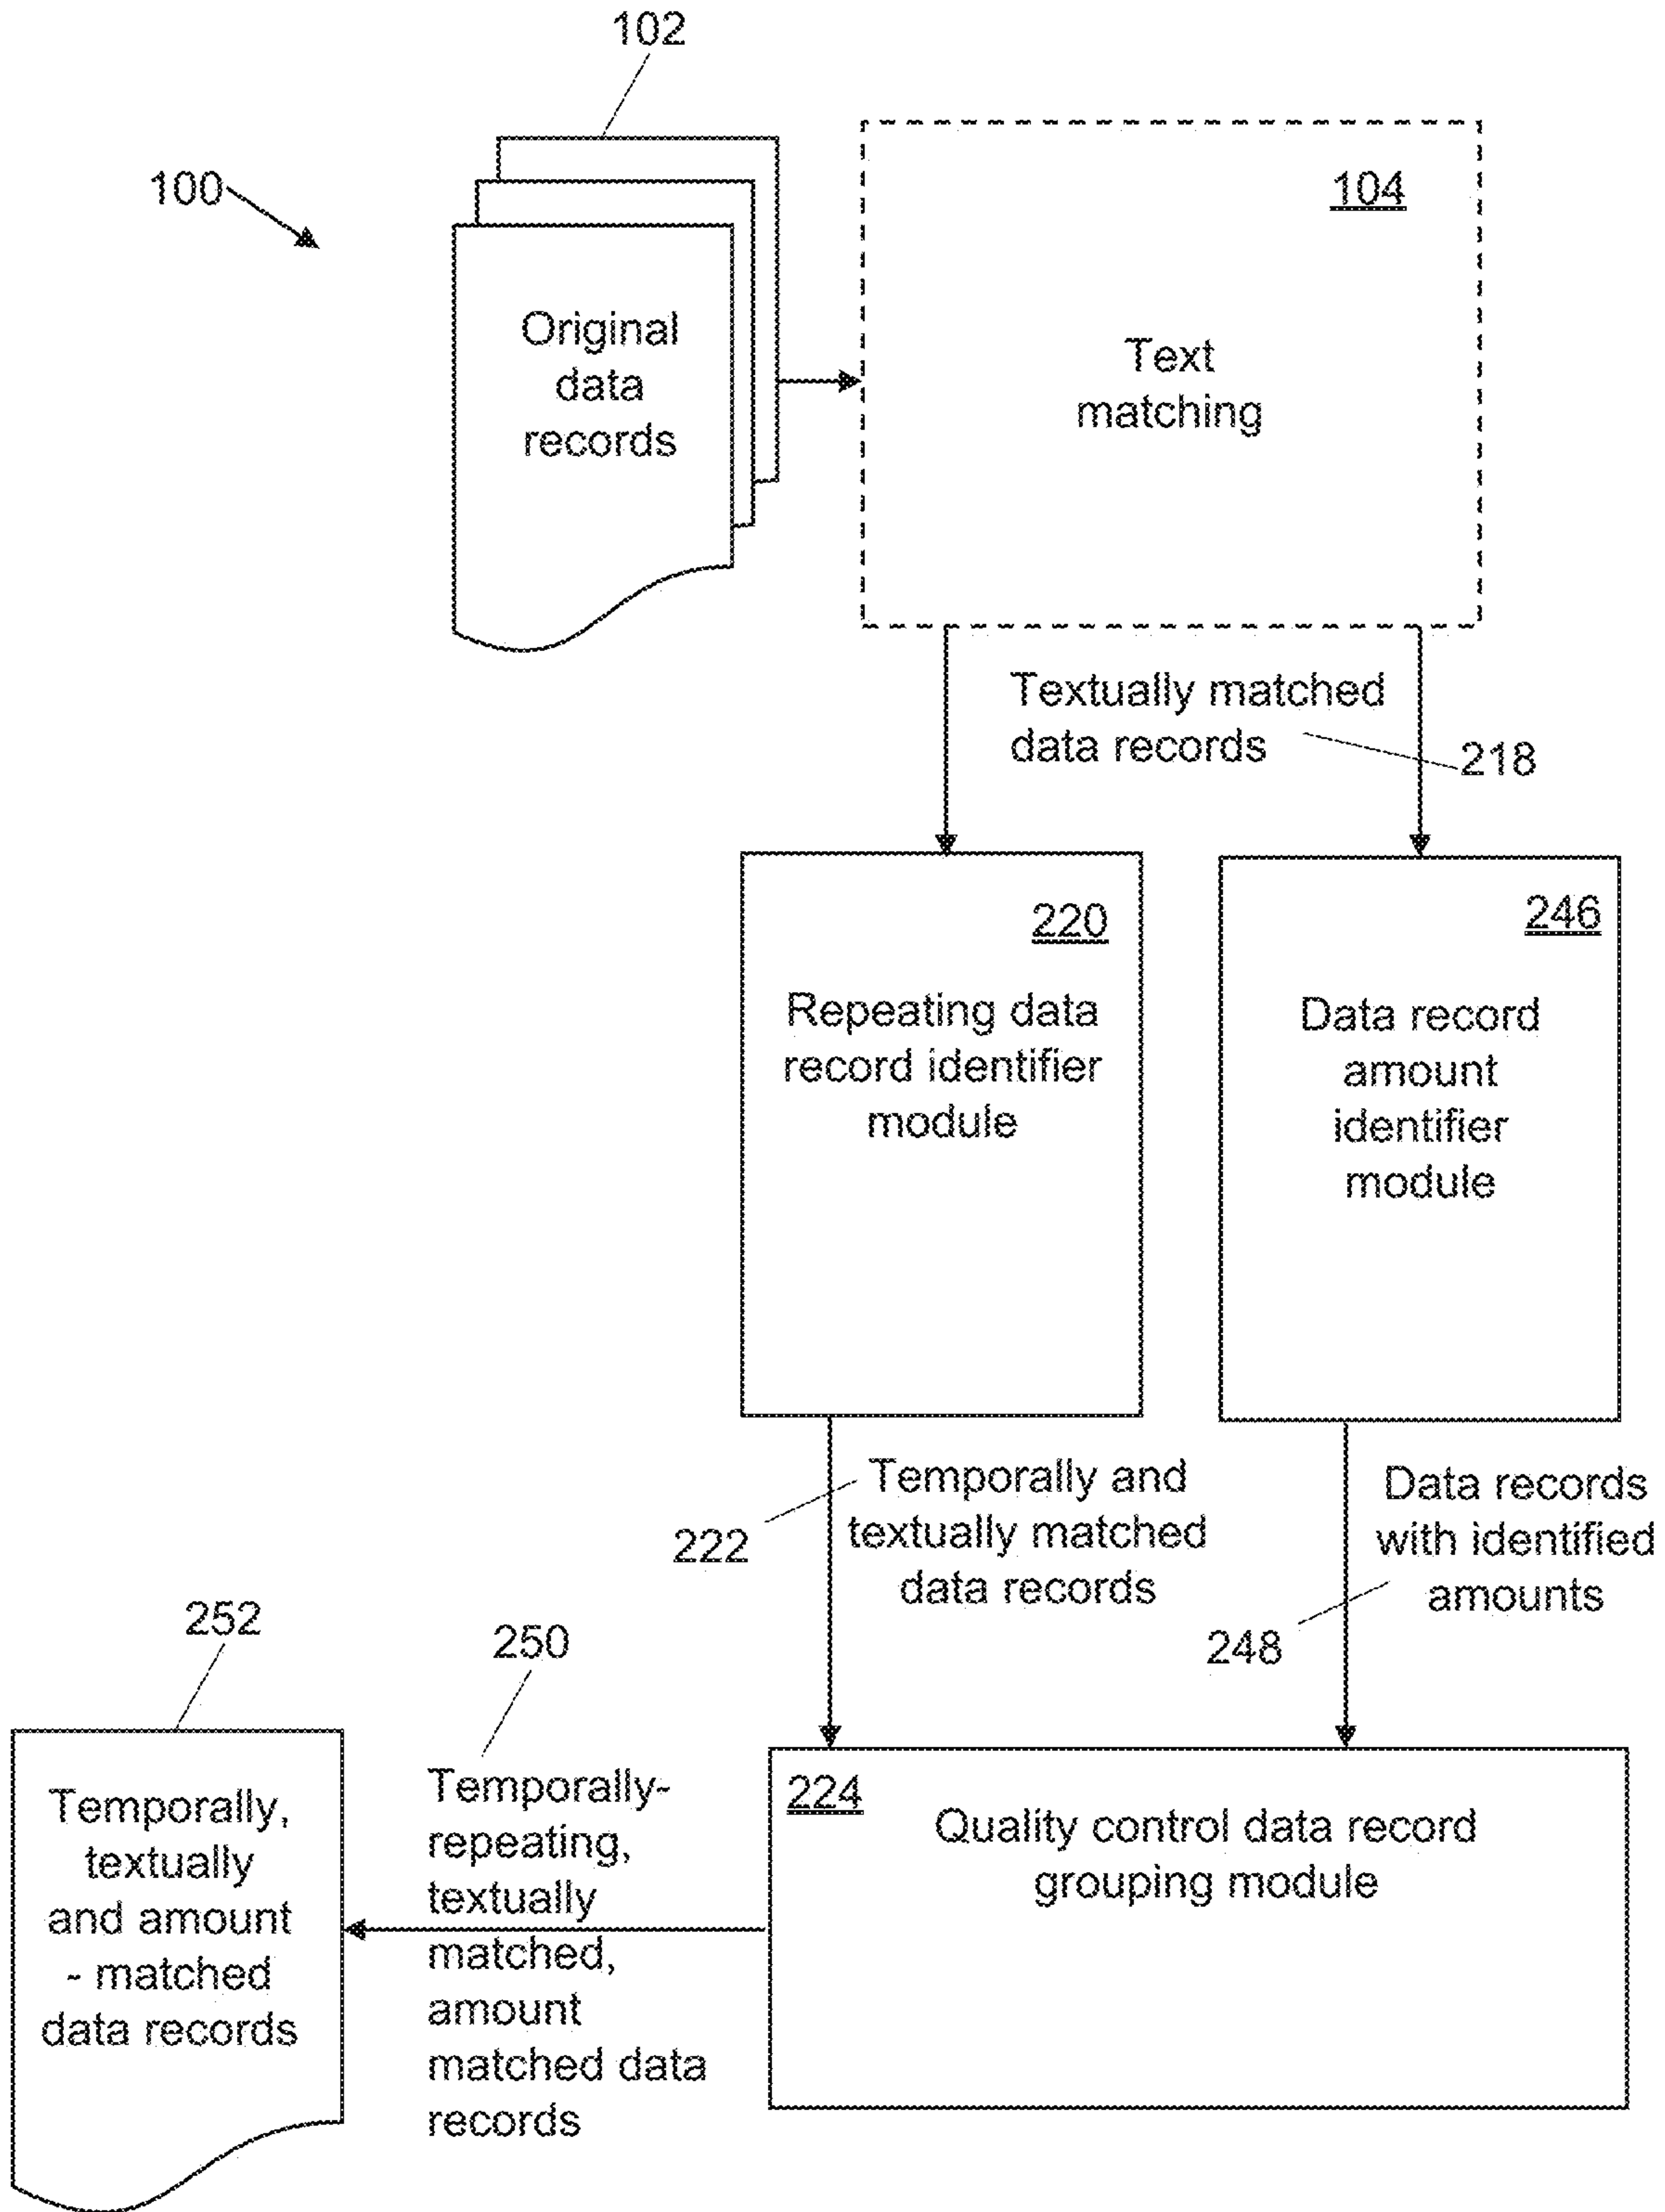 102
100
104
Original
data
records
Text
matching
Textually matched
data records
218
220
Repeating data
record identifier
module
246
Data record
amount
identifier
module
222
Temporally and
textually matched
data records
Data records
with identified
amounts
248
252
250
Temporally,
textually
and amount
- matched
data records
Temporally-
repeating,
textually
matched,
amount
matched data
records
224
Quality control data record
grouping module